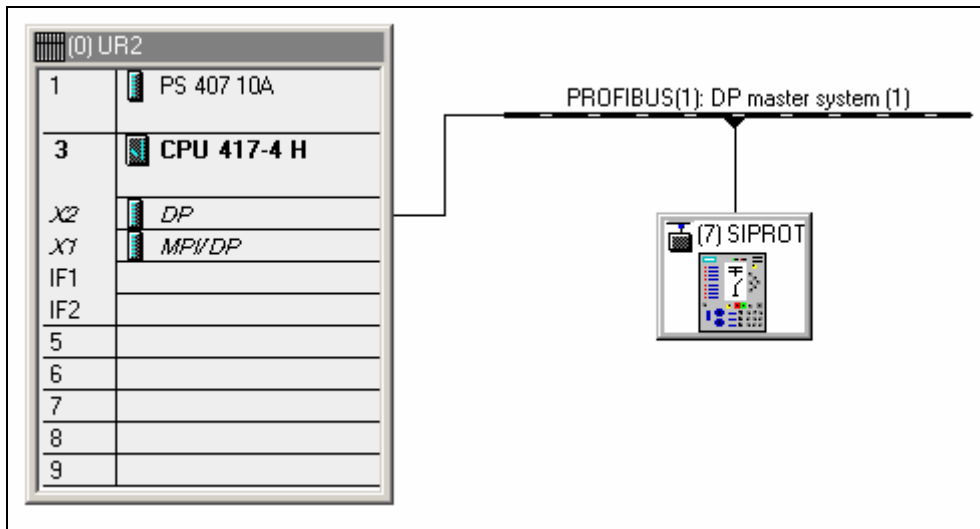 (0) UR2
1 PS 407 10A
3 CPU 417-4 H
X2 DP
X1 MPI/DP
IF1
IF2
5
6
7
8
9
PROFIBUS(1): DP master system (1)
(7) SIPROT